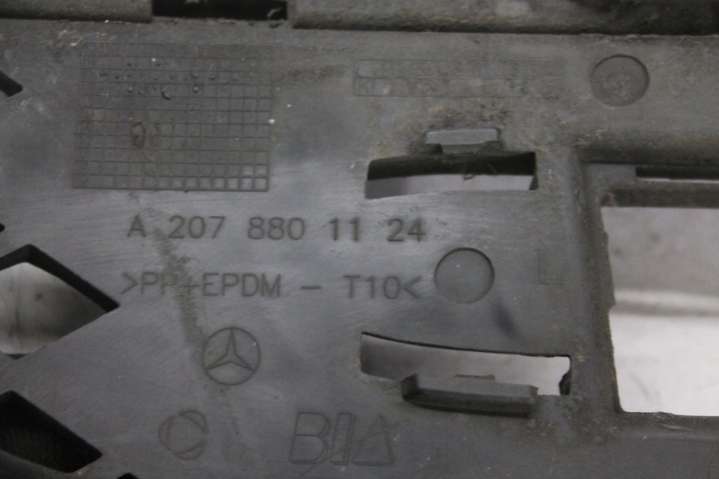 A 207 880 11 24
>PP+EPDM - T10<
L
BIA